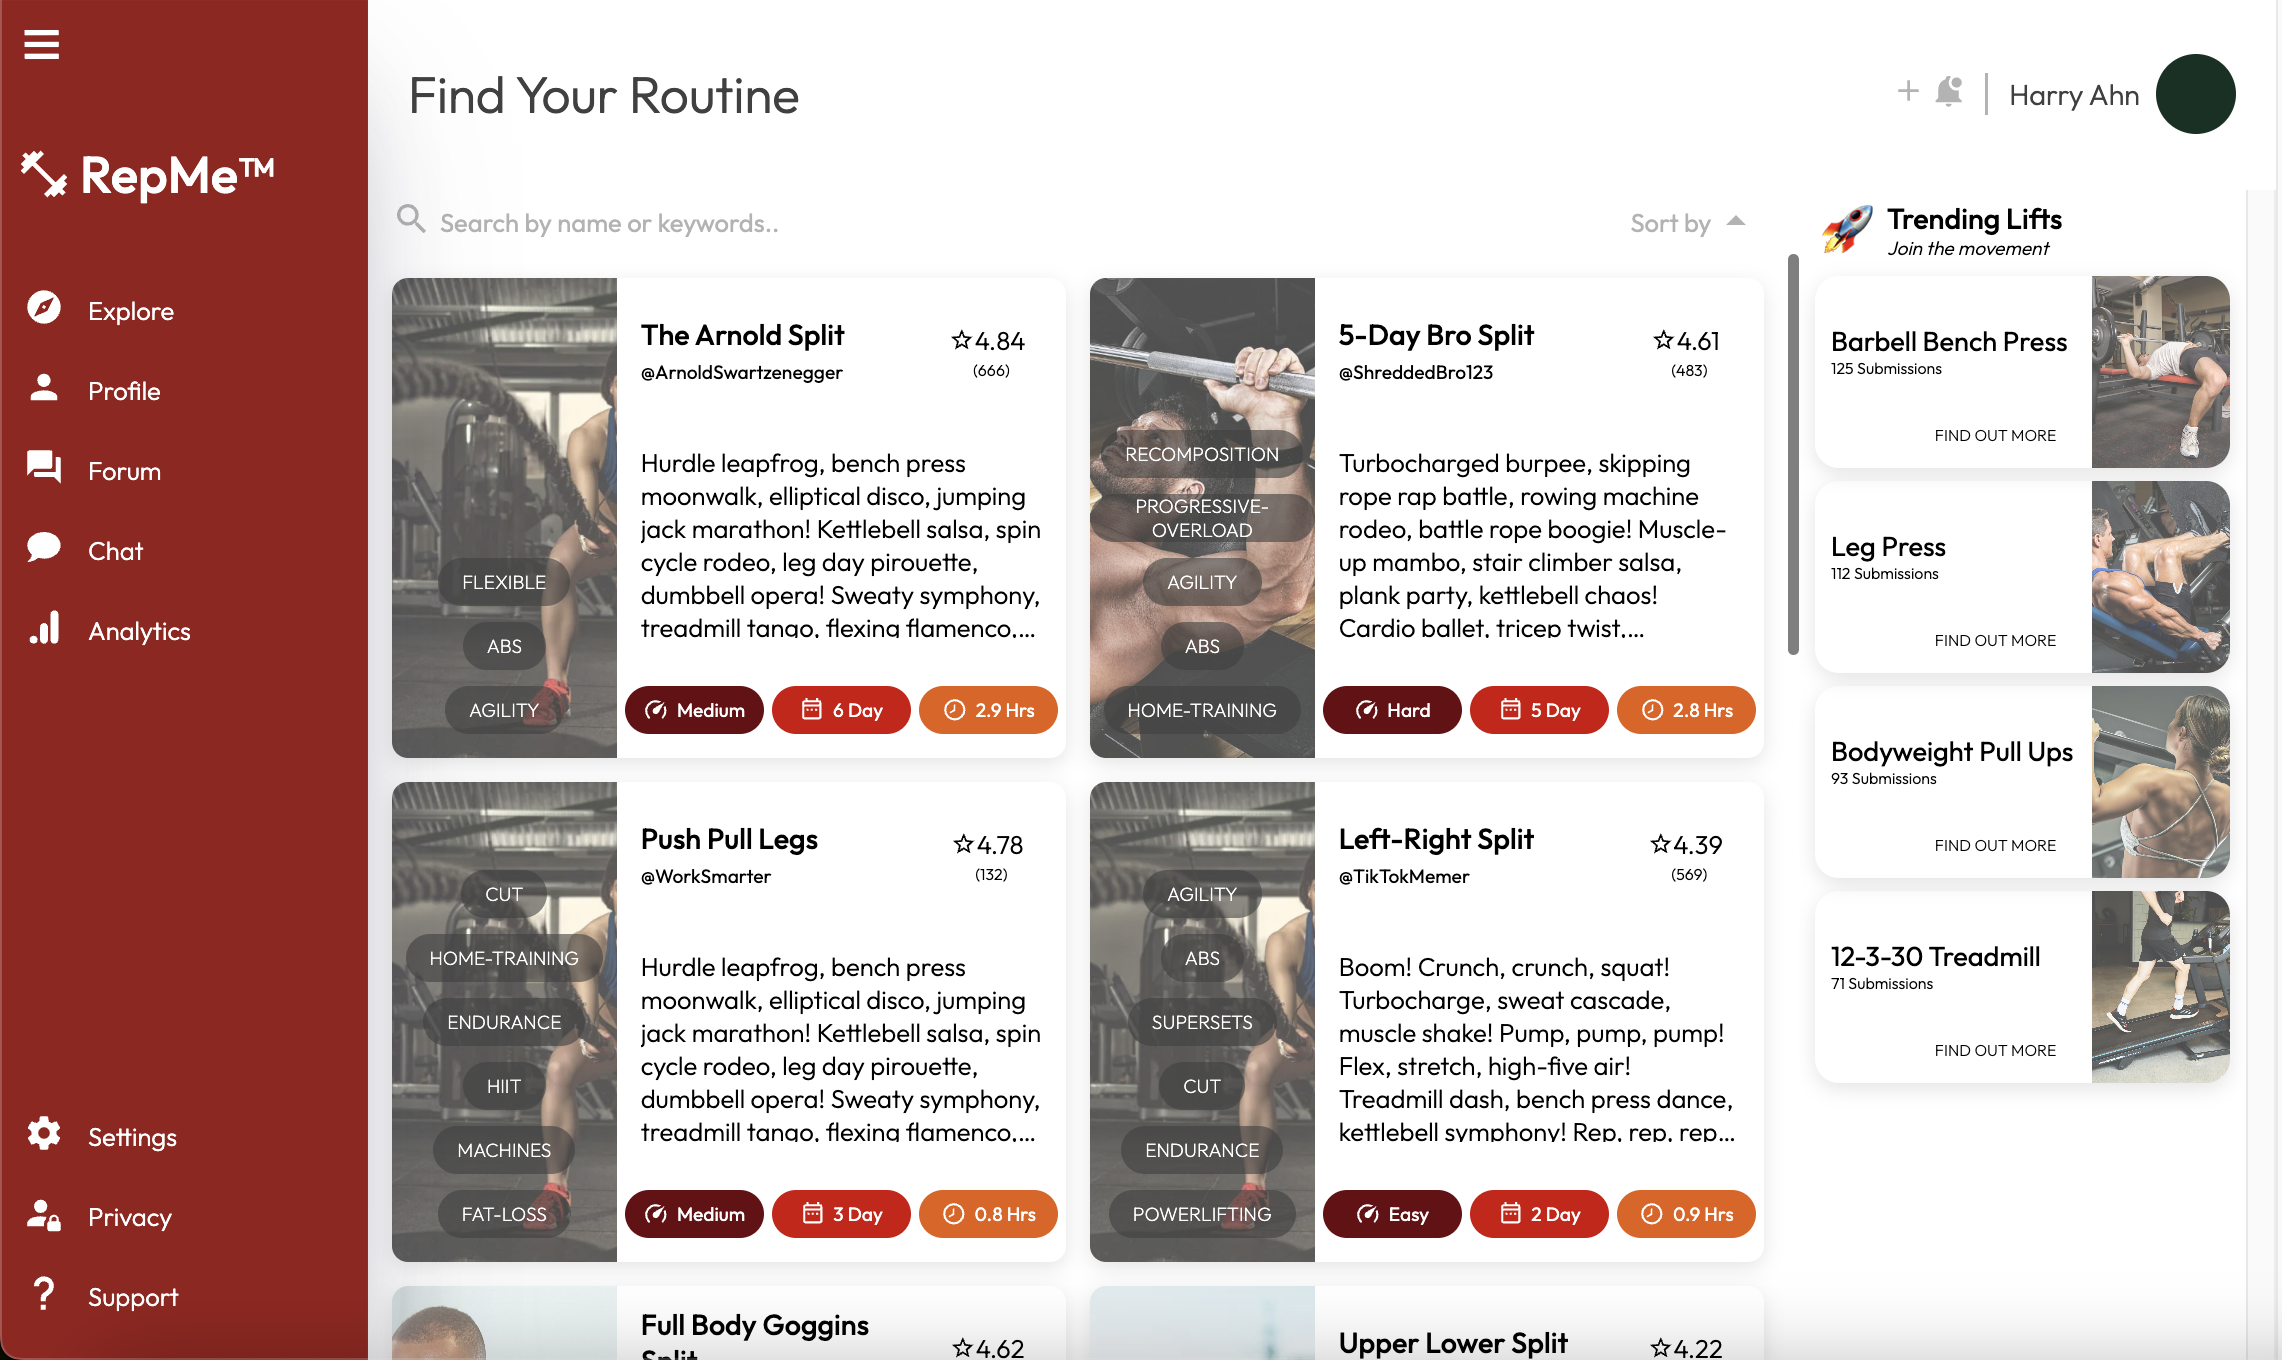 RepMe™
Explore
Profile
Forum
Chat
Analytics
Settings
Privacy
Support
Find Your Routine
Harry Ahn
Search by name or keywords..
Sort by
FLEXIBLE
ABS
AGILITY
The Arnold Split
4.84
@ArnoldSwartzenegger
(666)
Hurdle leapfrog, bench press
moonwalk, elliptical disco, jumping
jack marathon! Kettlebell salsa, spin
cycle rodeo, leg day pirouette,
dumbbell opera! Sweaty symphony,
treadmill tango, flexing flamenco,...
Medium
6 Day
2.9 Hrs
RECOMPOSITION
PROGRESSIVE-
OVERLOAD
AGILITY
ABS
HOME-TRAINING
5-Day Bro Split
4.61
@ShreddedBro123
(483)
Turbocharged burpee, skipping
rope rap battle, rowing machine
rodeo, battle rope boogie! Muscle-
up mambo, stair climber salsa,
plank party, kettlebell chaos!
Cardio ballet, tricep twist,...
Hard
5 Day
2.8 Hrs
CUT
HOME-TRAINING
ENDURANCE
HIIT
MACHINES
FAT-LOSS
Push Pull Legs
4.78
@WorkSmarter
(132)
Hurdle leapfrog, bench press
moonwalk, elliptical disco, jumping
jack marathon! Kettlebell salsa, spin
cycle rodeo, leg day pirouette,
dumbbell opera! Sweaty symphony,
treadmill tango, flexing flamenco,...
Medium
3 Day
0.8 Hrs
AGILITY
ABS
SUPERSETS
CUT
ENDURANCE
POWERLIFTING
Left-Right Split
4.39
@TikTokMemer
(569)
Boom! Crunch, crunch, squat!
Turbocharge, sweat cascade,
muscle shake! Pump, pump, pump!
Flex, stretch, high-five air!
Treadmill dash, bench press dance,
kettlebell symphony! Rep, rep, rep...
Easy
2 Day
0.9 Hrs
Full Body Goggins
Split
4.62
Upper Lower Split
4.22
Trending Lifts
Join the movement
Barbell Bench Press
125 Submissions
FIND OUT MORE
Leg Press
112 Submissions
FIND OUT MORE
Bodyweight Pull Ups
93 Submissions
FIND OUT MORE
12-3-30 Treadmill
71 Submissions
FIND OUT MORE